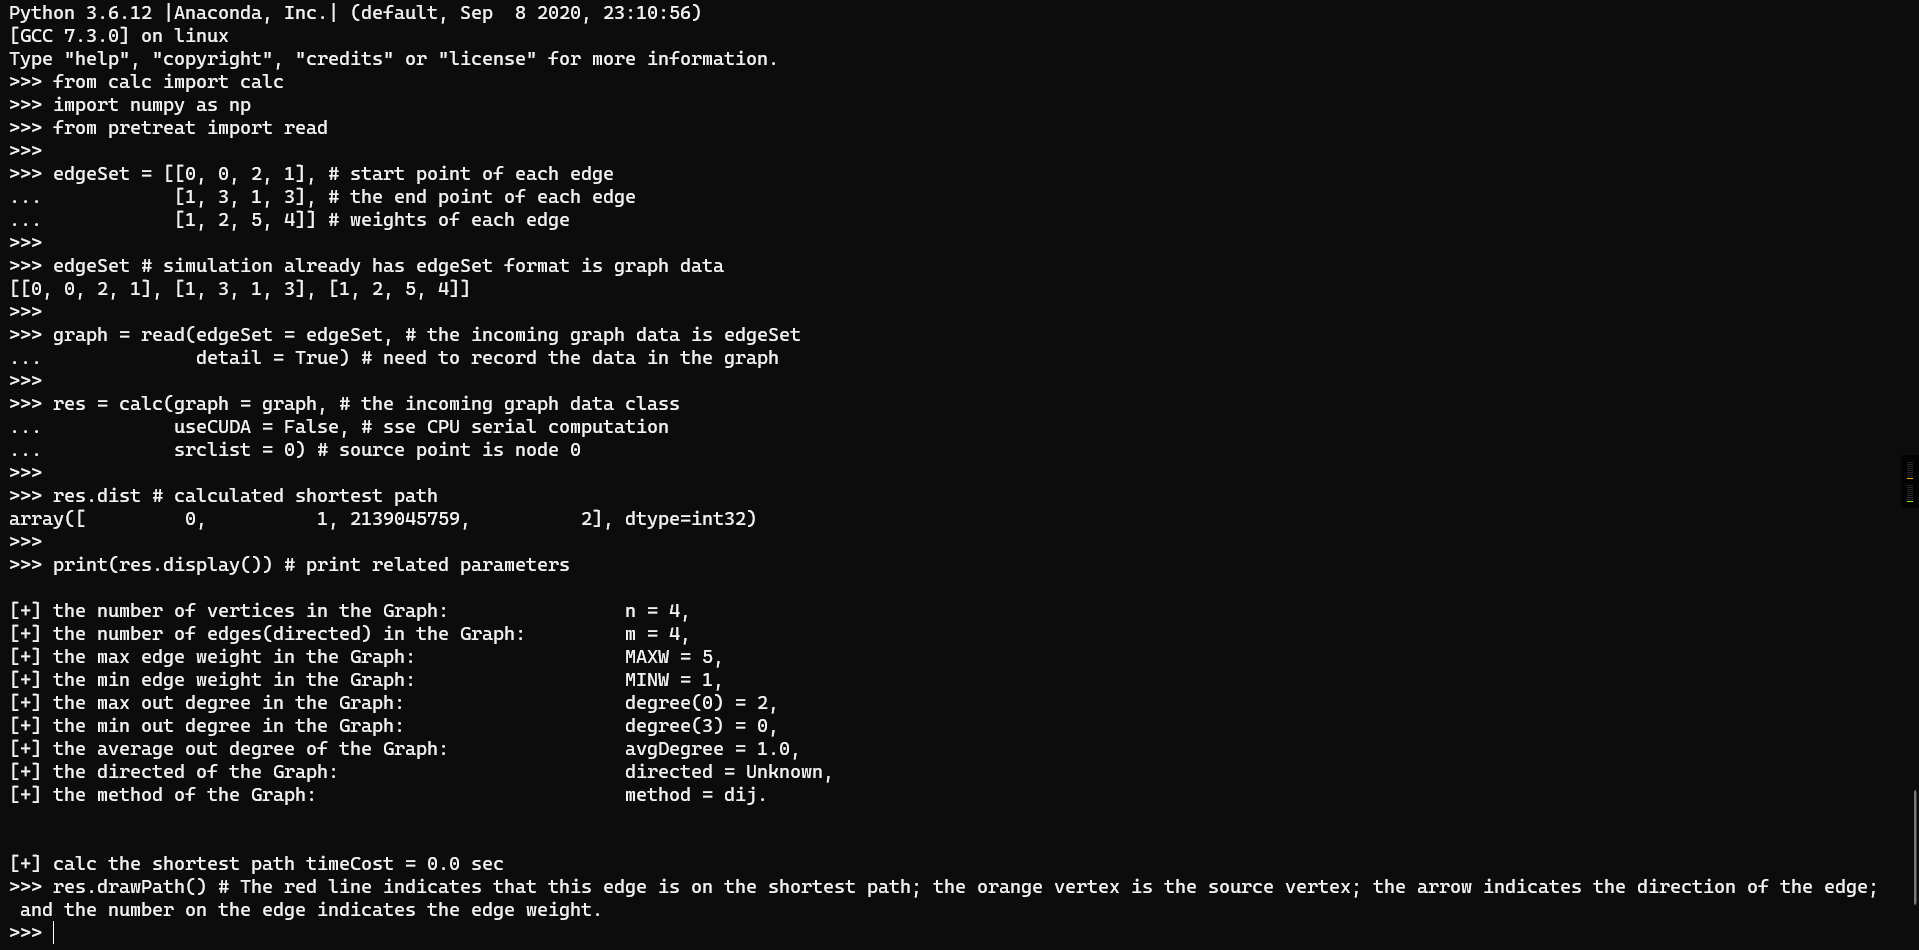 Python 3.6.12 |Anaconda, Inc.| (default, Sep  8 2020, 23:10:56)
[GCC 7.3.0] on linux
Type "help", "copyright", "credits" or "license" for more information.
>>> from calc import calc
>>> import numpy as np
>>> from pretreat import read
>>>
>>> edgeSet = [[0, 0, 2, 1], # start point of each edge
...            [1, 3, 1, 3], # the end point of each edge
...            [1, 2, 5, 4]] # weights of each edge
>>>
>>> edgeSet # simulation already has edgeSet format is graph data
[[0, 0, 2, 1], [1, 3, 1, 3], [1, 2, 5, 4]]
>>>
>>> graph = read(edgeSet = edgeSet, # the incoming graph data is edgeSet
...              detail = True) # need to record the data in the graph
>>>
>>> res = calc(graph = graph, # the incoming graph data class
...            useCUDA = False, # sse CPU serial computation
...            srclist = 0) # source point is node 0
>>>
>>> res.dist # calculated shortest path
array([         0,          1, 2139045759,          2], dtype=int32)
>>>
>>> print(res.display()) # print related parameters
[+] the number of vertices in the Graph:                n = 4,
[+] the number of edges(directed) in the Graph:         m = 4,
[+] the max edge weight in the Graph:                   MAXW = 5,
[+] the min edge weight in the Graph:                   MINW = 1,
[+] the max out degree in the Graph:                    degree(0) = 2,
[+] the min out degree in the Graph:                    degree(3) = 0,
[+] the average out degree of the Graph:                avgDegree = 1.0,
[+] the directed of the Graph:                          directed = Unknown,
[+] the method of the Graph:                            method = dij.
[+] calc the shortest path timeCost = 0.0 sec
>>> res.drawPath() # The red line indicates that this edge is on the shortest path; the orange vertex is the source vertex; the arrow indicates the direction of the edge;
 and the number on the edge indicates the edge weight.
>>>